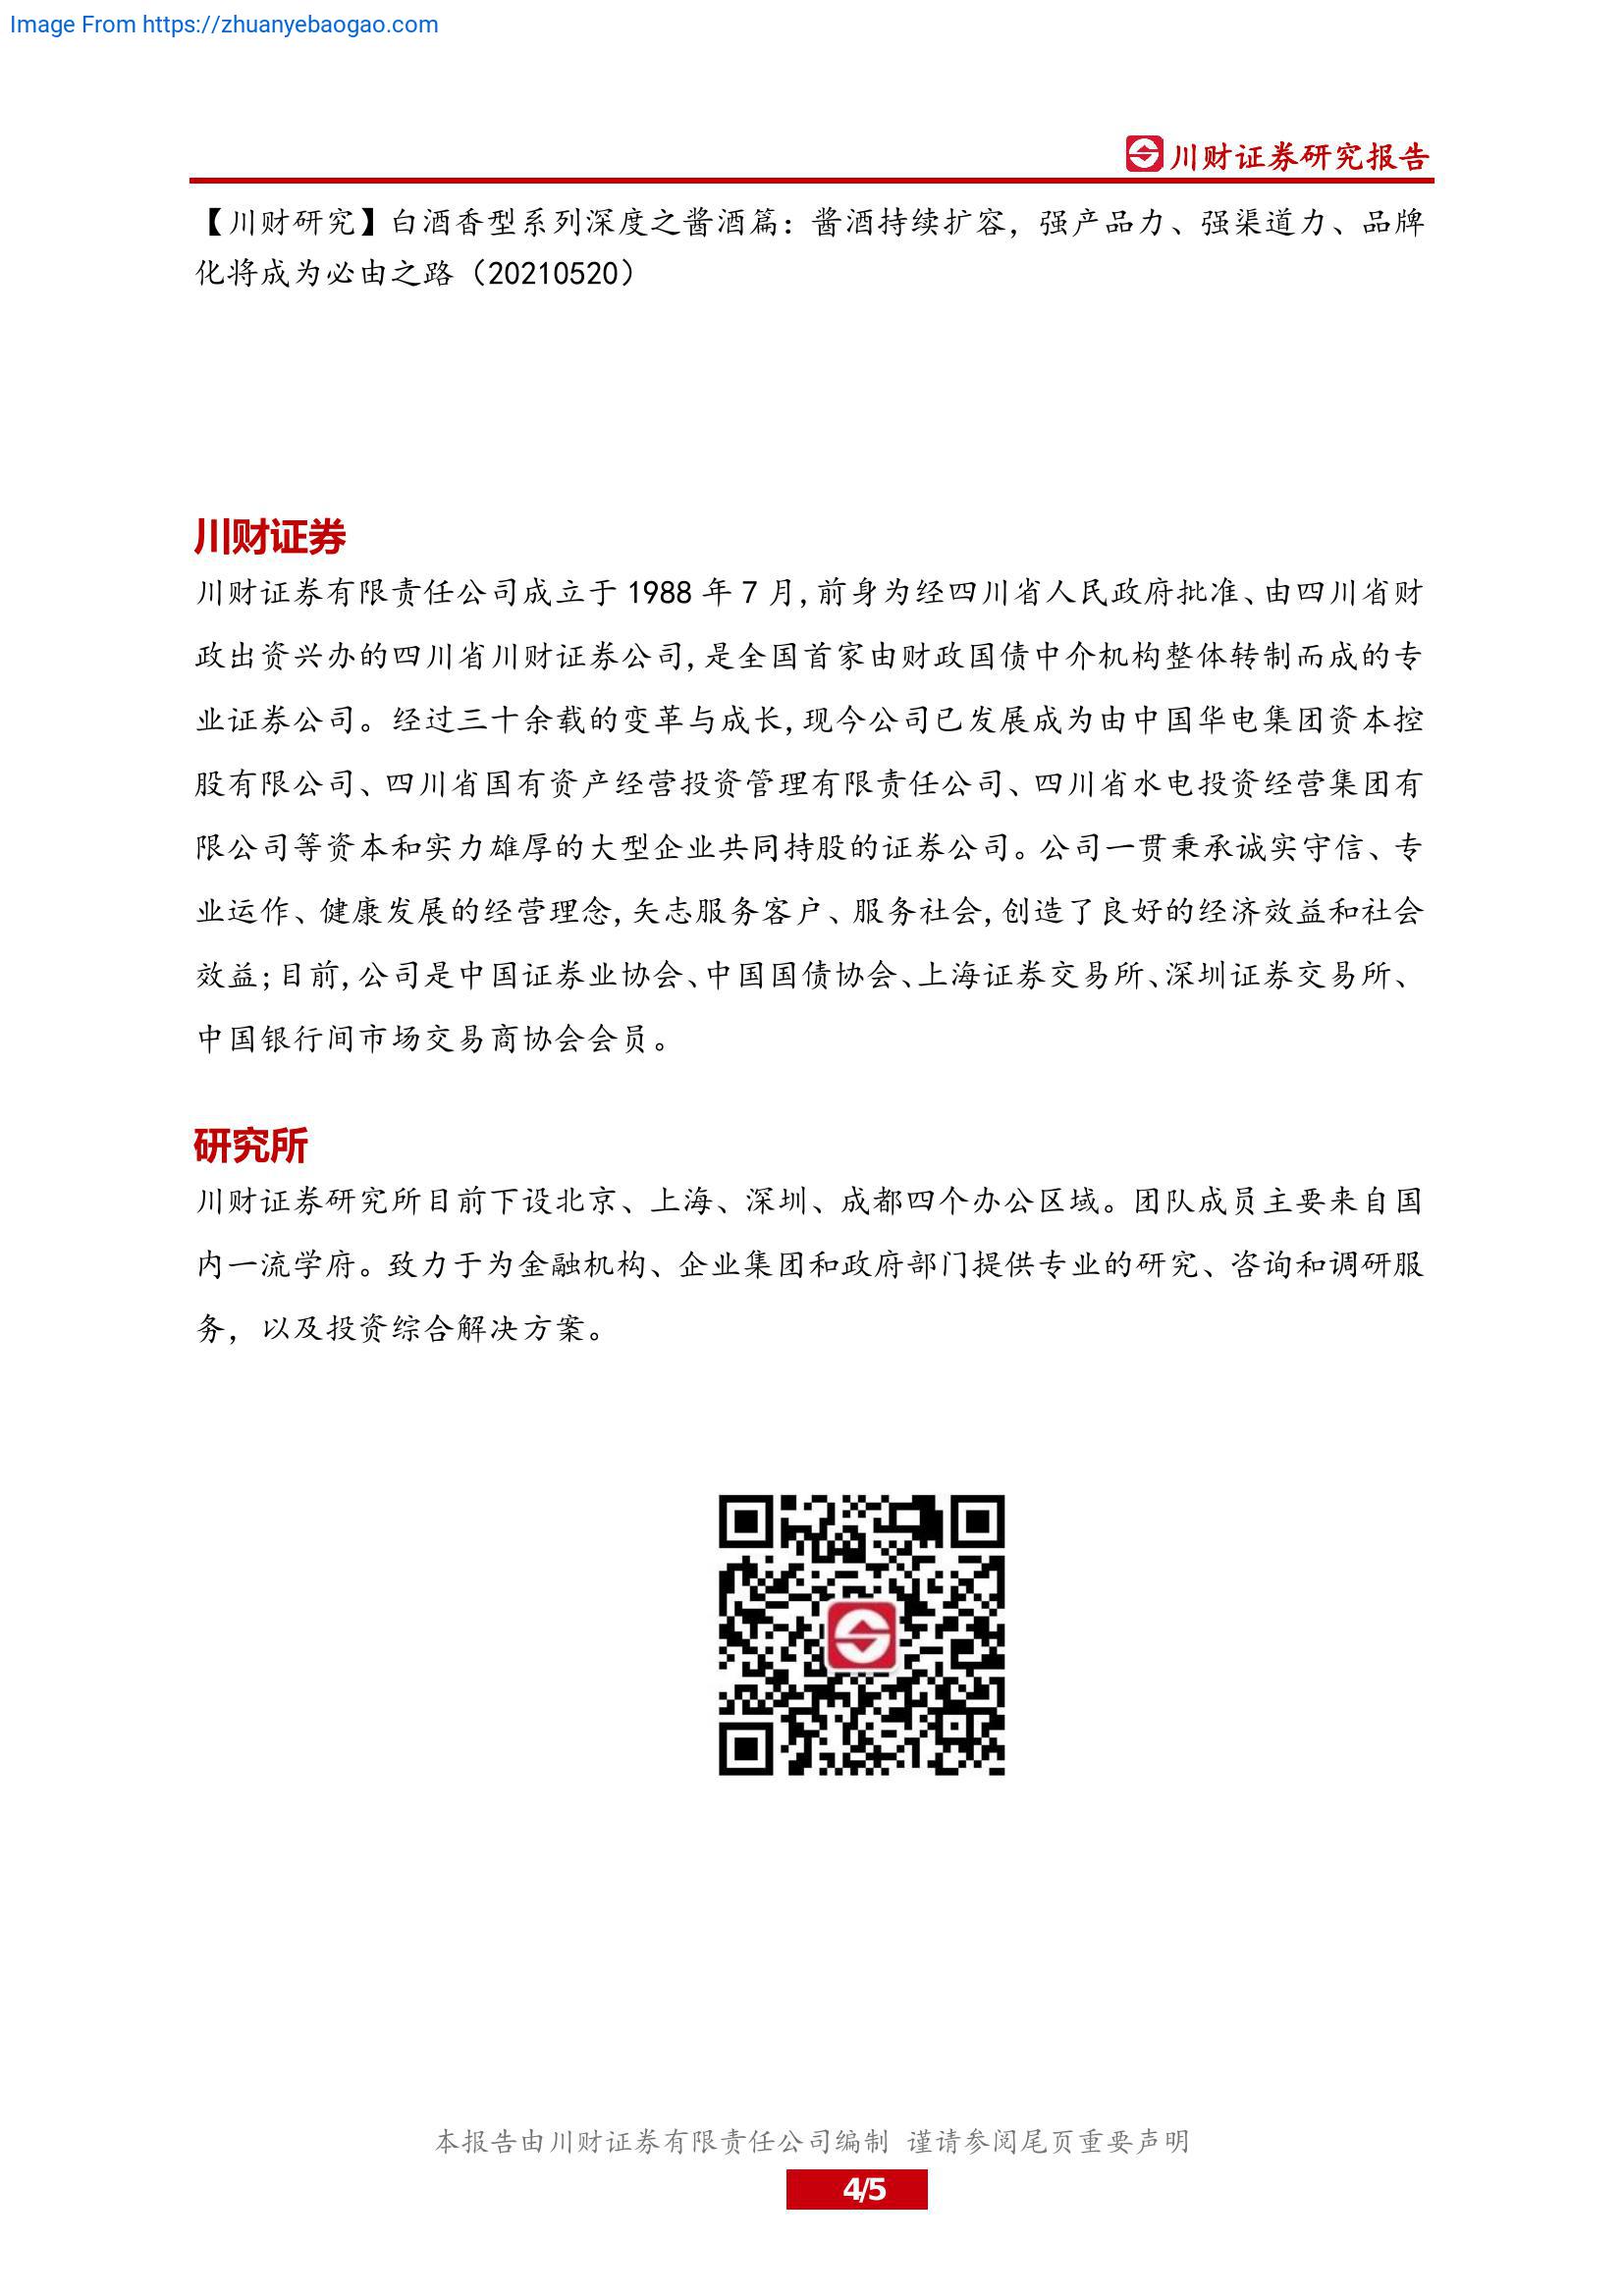 Image From https://zhuanyebaogao.com
川财证券研究报告
【川财研究】白酒香型系列深度之酱酒篇：酱酒持续扩容，强产品力、强渠道力、品牌
化将成为必由之路（20210520）
川财证券
川财证券有限责任公司成立于 1988 年 7 月,前身为经四川省人民政府批准、由四川省财
政出资兴办的四川省川财证券公司,是全国首家由财政国债中介机构整体转制而成的专
业证券公司。经过三十余载的变革与成长,现今公司已发展成为由中国华电集团资本控
股有限公司、四川省国有资产经营投资管理有限责任公司、四川省水电投资经营集团有
限公司等资本和实力雄厚的大型企业共同持股的证券公司。公司一贯秉承诚实守信、专
业运作、健康发展的经营理念,矢志服务客户、服务社会,创造了良好的经济效益和社会
效益;目前,公司是中国证券业协会、中国国债协会、上海证券交易所、深圳证券交易所、
中国银行间市场交易商协会会员。
研究所
川财证券研究所目前下设北京、上海、深圳、成都四个办公区域。团队成员主要来自国
内一流学府。致力于为金融机构、企业集团和政府部门提供专业的研究、咨询和调研服
务，以及投资综合解决方案。
本报告由川财证券有限责任公司编制 谨请参阅尾页重要声明
4/5